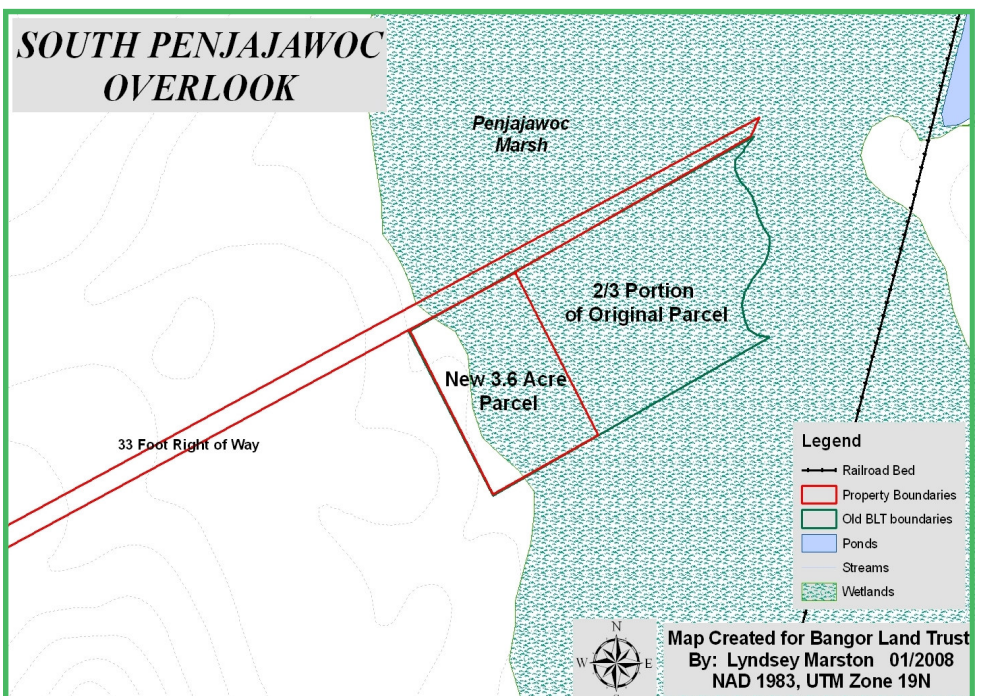 SOUTH PENJAJAWOC
OVERLOOK
Penjajawoc
Marsh
2/3 Portion
of Original Parcel
New 3.6 Acre
Parcel
33 Foot Right of Way
Legend
Railroad Bed
Property Boundaries
Old BLT boundaries
Ponds
Streams
Wetlands
N
W
E
S
Map Created for Bangor Land Trust
By: Lyndsey Marston 01/2008
NAD 1983, UTM Zone 19N